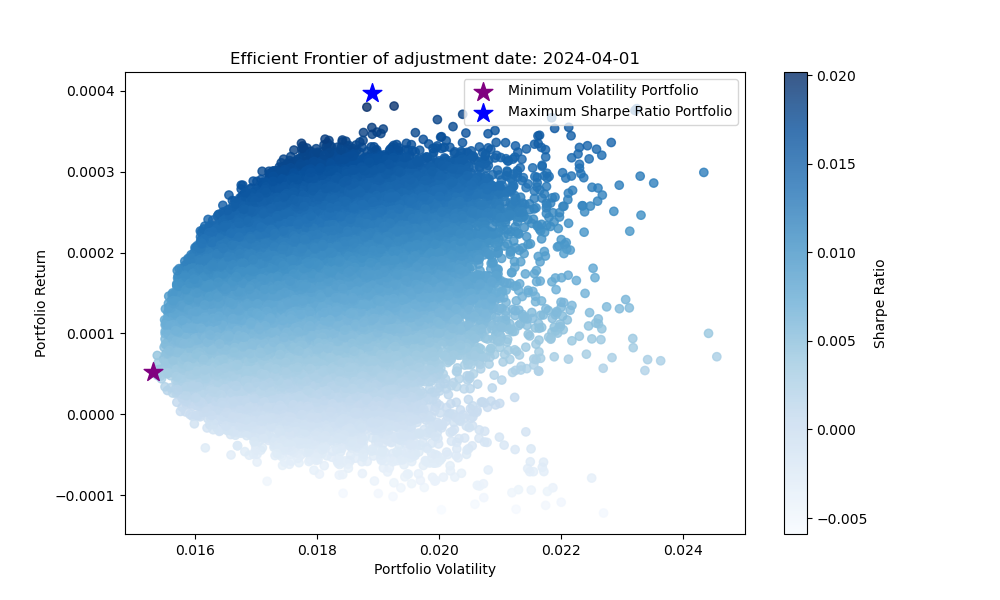 Efficient Frontier of adjustment date: 2024-04-01
Minimum Volatility Portfolio
Maximum Sharpe Ratio Portfolio
0.0004
0.0003
0.0002
0.0001
0.0000
−0.0001
Portfolio Return
0.016
0.018
0.020
0.022
0.024
Portfolio Volatility
0.020
0.015
0.010
0.005
0.000
−0.005
Sharpe Ratio